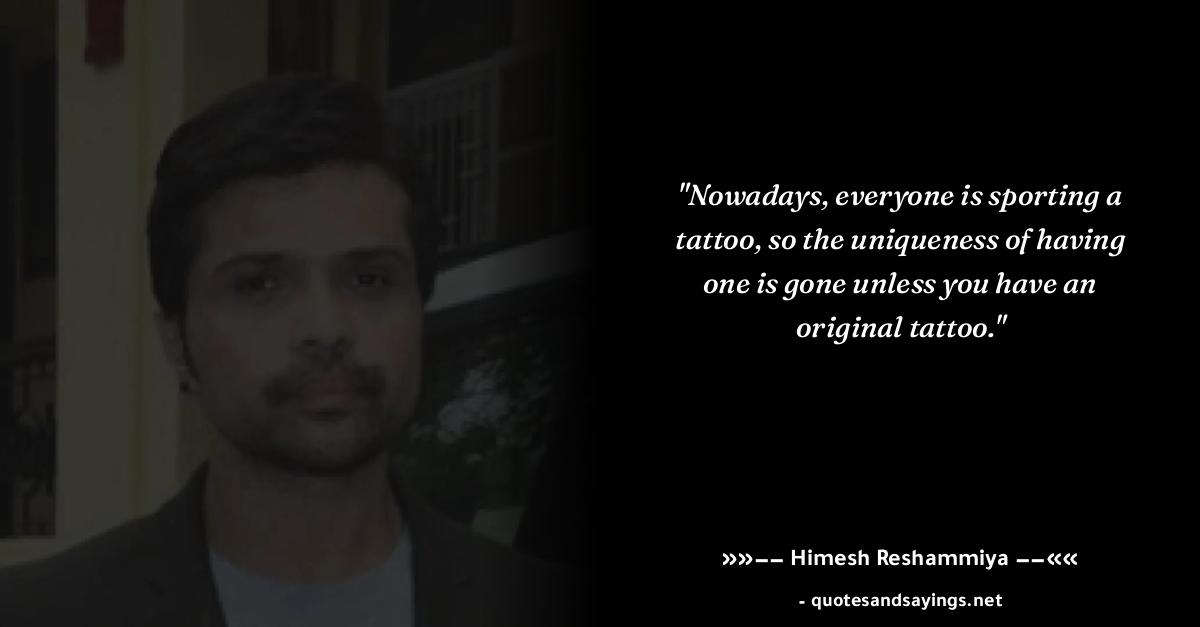 "Nowadays, everyone is sporting a
tattoo, so the uniqueness of having
one is gone unless you have an
original tattoo."
»»−− Himesh Reshammiya −−««
- quotesandsayings.net